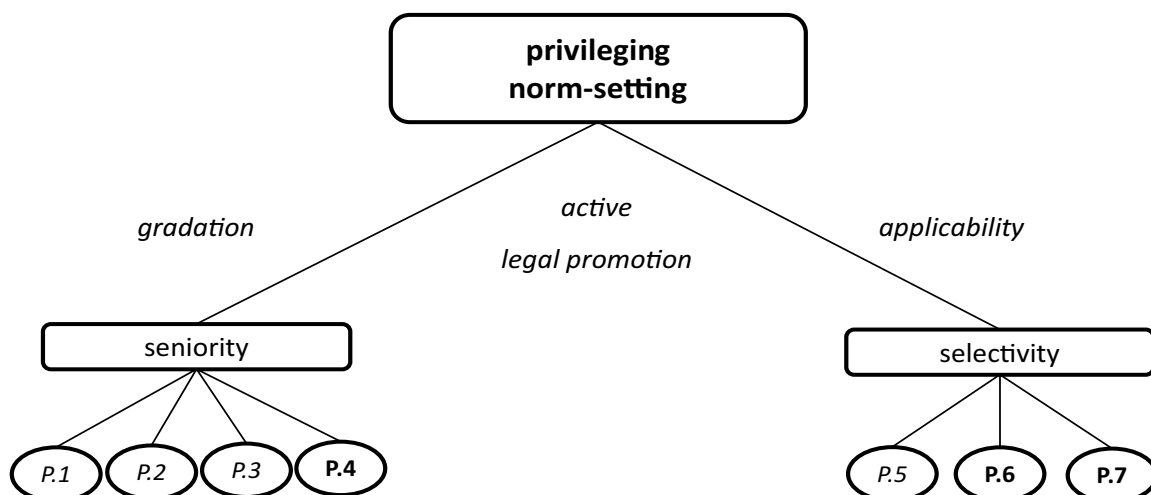 privileging
norm-setting
gradation
active
applicability
legal promotion
seniority
selectivity
P.1
P.2
P.3
P.4
P.5
P.6
P.7